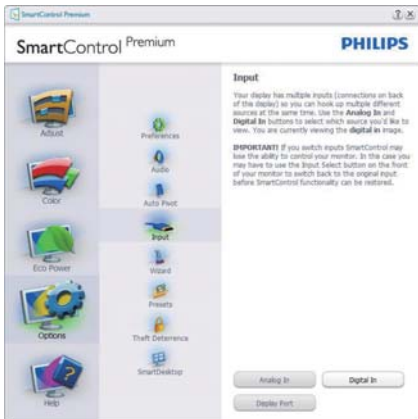 SmartControl Premium
? X
SmartControl Premium
PHILIPS
Adjust
Color
Eco Power
Options
Help
Preferences
Audio
Auto Pivot
Input
Wizard
Presets
Theft Deterrence
SmartDesktop
Input
Your display has multiple inputs (connections on back
of this display) so you can hook up multiple different
sources at the same time. Use the Analog In and
Digital In buttons to select which source you'd like to
view. You are currently viewing the digital in image.
IMPORTANT! If you switch inputs SmartControl may
lose the ability to control your monitor. In the case you
may have to use the Input Select button on the front
of your monitor to switch back to the original input
before SmartControl functionality can be restored.
Analog In
Digital In
Display Port